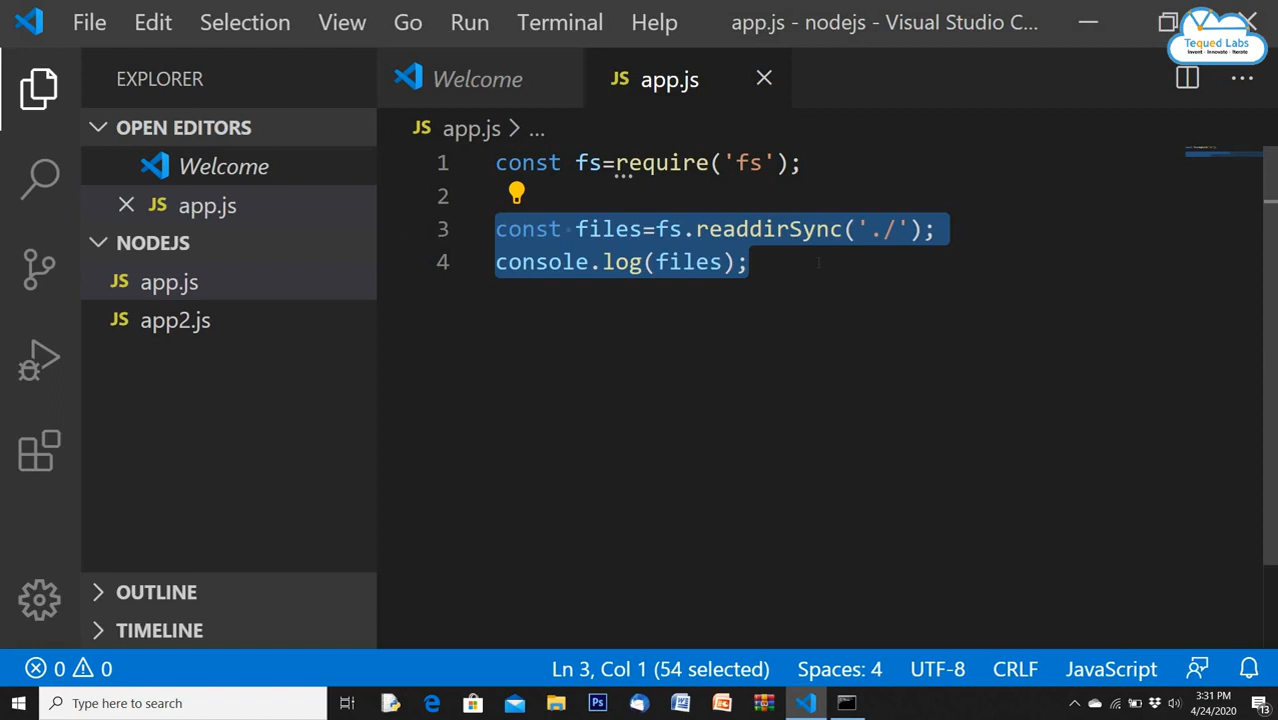 File Edit Selection View Go Run Terminal Help app.js - nodejs - Visual Studio C...
Tequed Labs
Invent - Innovate - Iterate
EXPLORER
Welcome
JS app.js
OPEN EDITORS
Welcome
JS app.js
NODEJS
JS app.js
JS app2.js
OUTLINE
TIMELINE
JS app.js > ...
1 const fs=require('fs');
2
3 const files=fs.readdirSync('./');
4 console.log(files);
0 0 Ln 3, Col 1 (54 selected) Spaces: 4 UTF-8 CRLF JavaScript
Type here to search
3:31 PM
4/24/2020
13